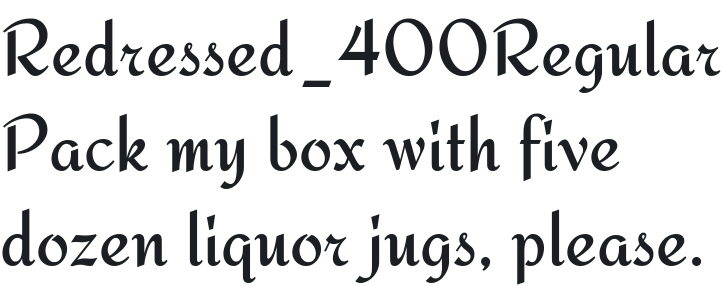 Redressed_400Regular
Pack my box with five
dozen liquor jugs, please.